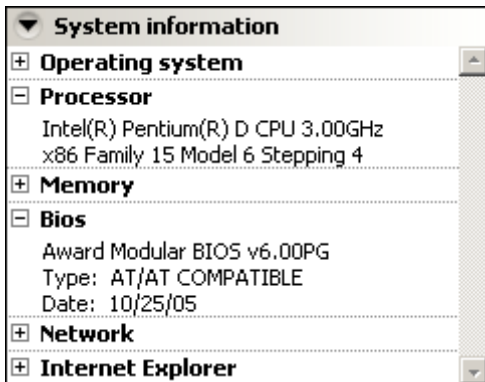 System information
Operating system
Processor
Intel(R) Pentium(R) D CPU 3.00GHz
x86 Family 15 Model 6 Stepping 4
Memory
Bios
Award Modular BIOS v6.00PG
Type: AT/AT COMPATIBLE
Date: 10/25/05
Network
Internet Explorer